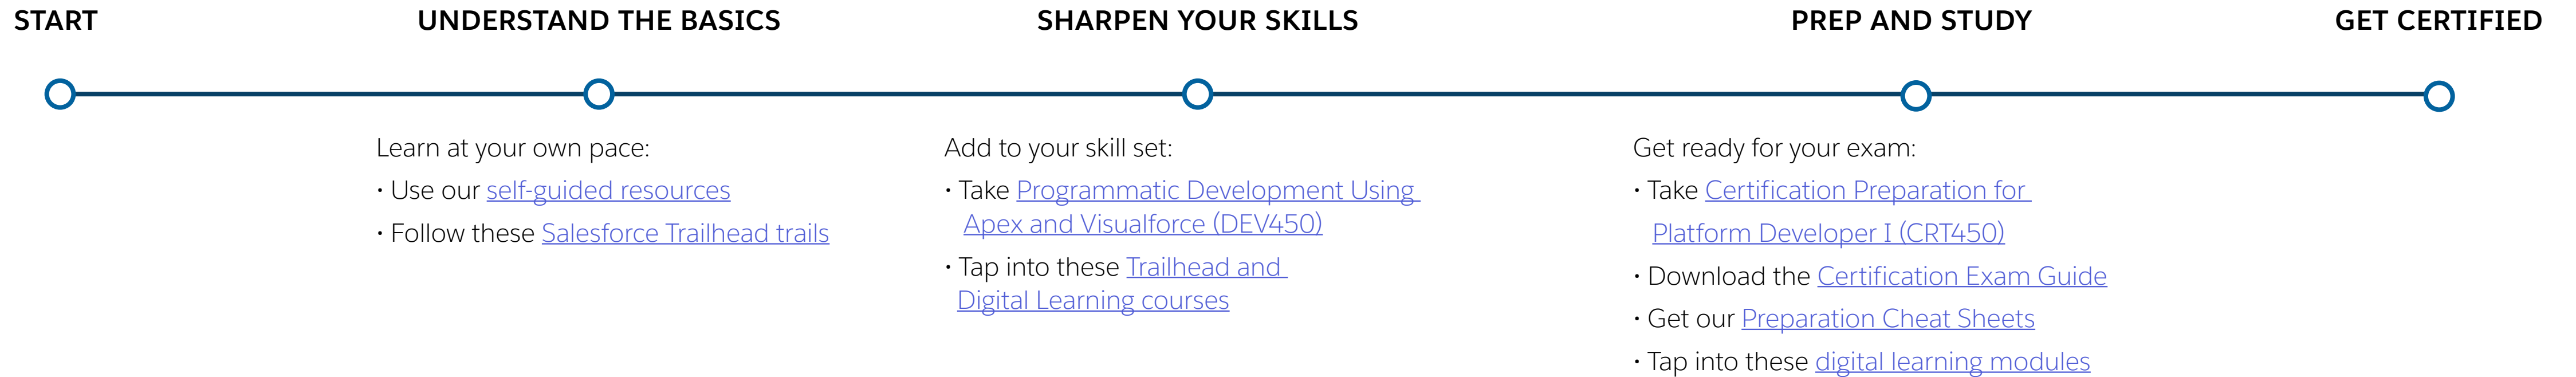 START
UNDERSTAND THE BASICS
SHARPEN YOUR SKILLS
PREP AND STUDY
GET CERTIFIED
Learn at your own pace:
• Use our self-guided resources
• Follow these Salesforce Trailhead trails
Add to your skill set:
• Take Programmatic Development Using
Apex and Visualforce (DEV450)
• Tap into these Trailhead and
Digital Learning courses
Get ready for your exam:
• Take Certification Preparation for
Platform Developer I (CRT450)
• Download the Certification Exam Guide
• Get our Preparation Cheat Sheets
• Tap into these digital learning modules